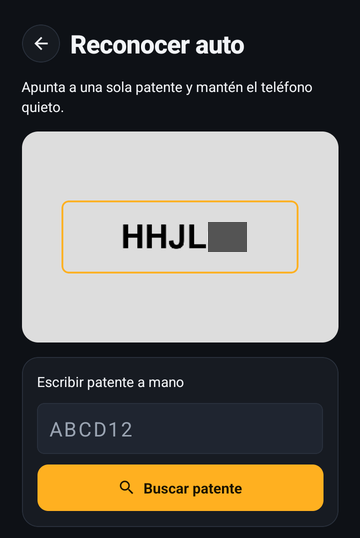 Reconocer auto
Apunta a una sola patente y mantén el teléfono
quieto.
HHJL
Escribir patente a mano
ABCD12
Buscar patente